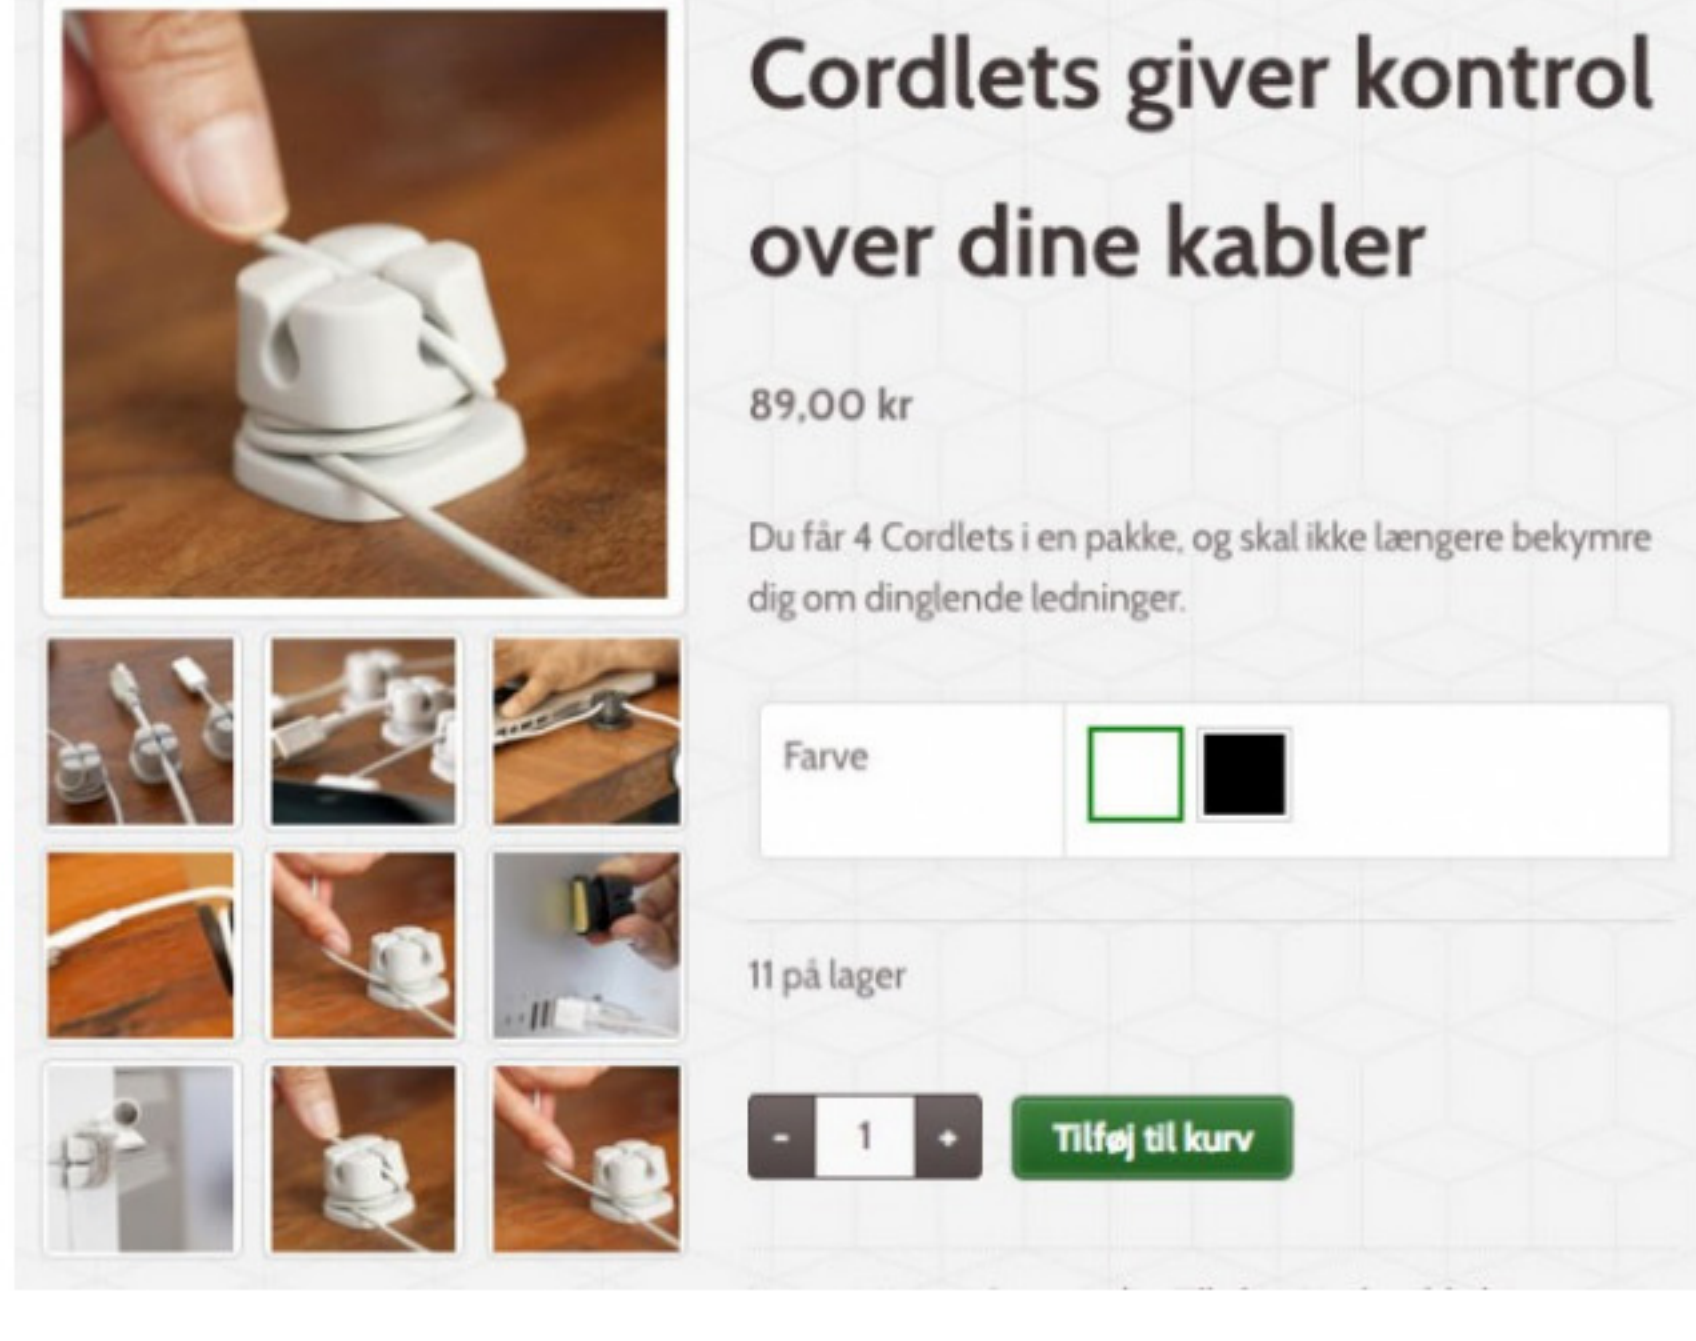 Cordlets giver kontrol
over dine kabler
89,00 kr
Du får 4 Cordlets i en pakke, og skal ikke længere bekymre
dig om dinglende ledninger.
Farve
11 på lager
- 1 +
Tilføj til kurv